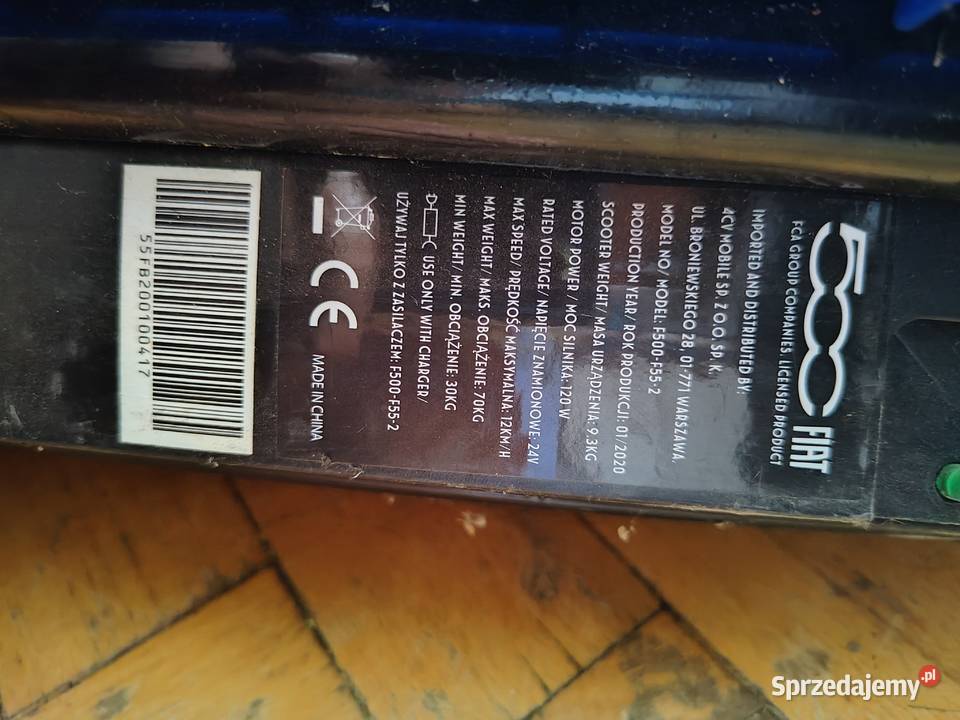 500 FIAT
FCA GROUP COMPANIES. LICENSED PRODUCT
IMPORTED AND DISTRIBUTED BY:
4CV MOBILE SP. Z O.O. SP. K.
UL. BRONIEWSKIEGO 28, 01-771 WARSZAWA
MODEL NO/ MODEL: F500-F55-2
PRODUCTION YEAR/ ROK PRODUKCJI: 01/2020
SCOOTER WEIGHT/ MASA URZĄDZENIA: 9.3KG
MOTOR POWER / MOC SILNIKA: 120 W
RATED VOLTAGE / NAPIĘCIE ZNAMIONOWE: 24V
MAX SPEED/ PRĘDKOŚĆ MAKSYMALNA: 12KM/H
MAX WEIGHT/ MAKS. OBCIĄŻENIE: 70KG
MIN WEIGHT/ MIN. OBCIĄŻENIE: 30KG
USE ONLY WITH CHARGER/
UŻYWAJ TYLKO Z ZASILACZEM: F500-F55-2
CE MADE IN CHINA
55FB200100417
Sprzedajemy.pl